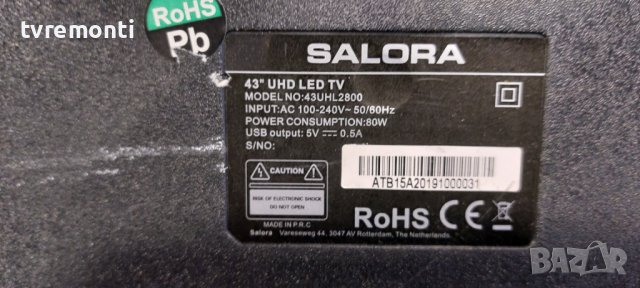 tvremonti
RoHS
Pb
SALORA
43" UHD LED TV
MODEL NO:43UHL2800
INPUT:AC 100-240V~ 50/60Hz
POWER CONSUMPTION:80W
USB output: 5V ⎓ 0.5A
S/NO:
CAUTION
RISK OF ELECTRONIC SHOCK
DO NOT OPEN
ATB15A20191000031
MADE IN P.R.C
RoHS CE
Salora Vareseweg 44, 3047 AV Rotterdam, The Netherlands.
BAZAR
bg